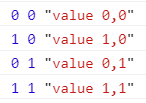 0 0 "value 0,0"
1 0 "value 1,0"
0 1 "value 0,1"
1 1 "value 1,1"